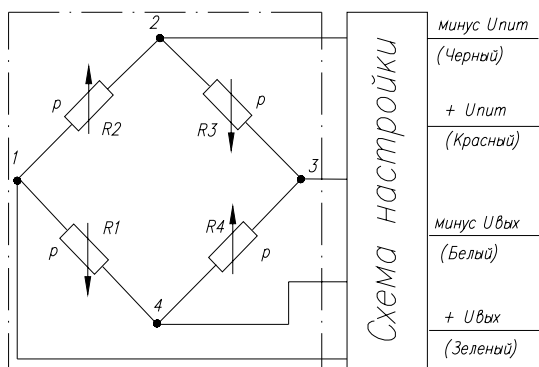 2
минус Uпит
(Черный)
p
p
R2
R3
+ Uпит
(Красный)
1
3
Схема настройки
R1
R4
p
p
минус Uвых
(Белый)
4
+ Uвых
(Зеленый)